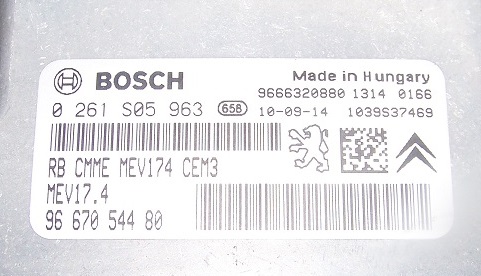 BOSCH
Made in Hungary
9666320880 1314 0166
0 261 S05 963 65B 10-09-14 1039S37469
RB CMME MEV174 CEM3
MEV17.4
96 670 544 80